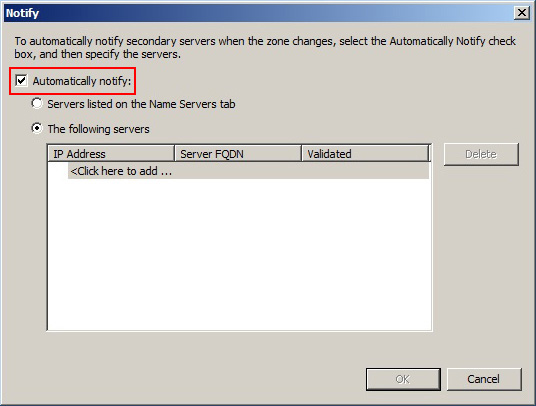 Notify
To automatically notify secondary servers when the zone changes, select the Automatically Notify check
box, and then specify the servers.
Automatically notify:
Servers listed on the Name Servers tab
The following servers
IP Address Server FQDN Validated
<Click here to add ...
Delete
OK Cancel